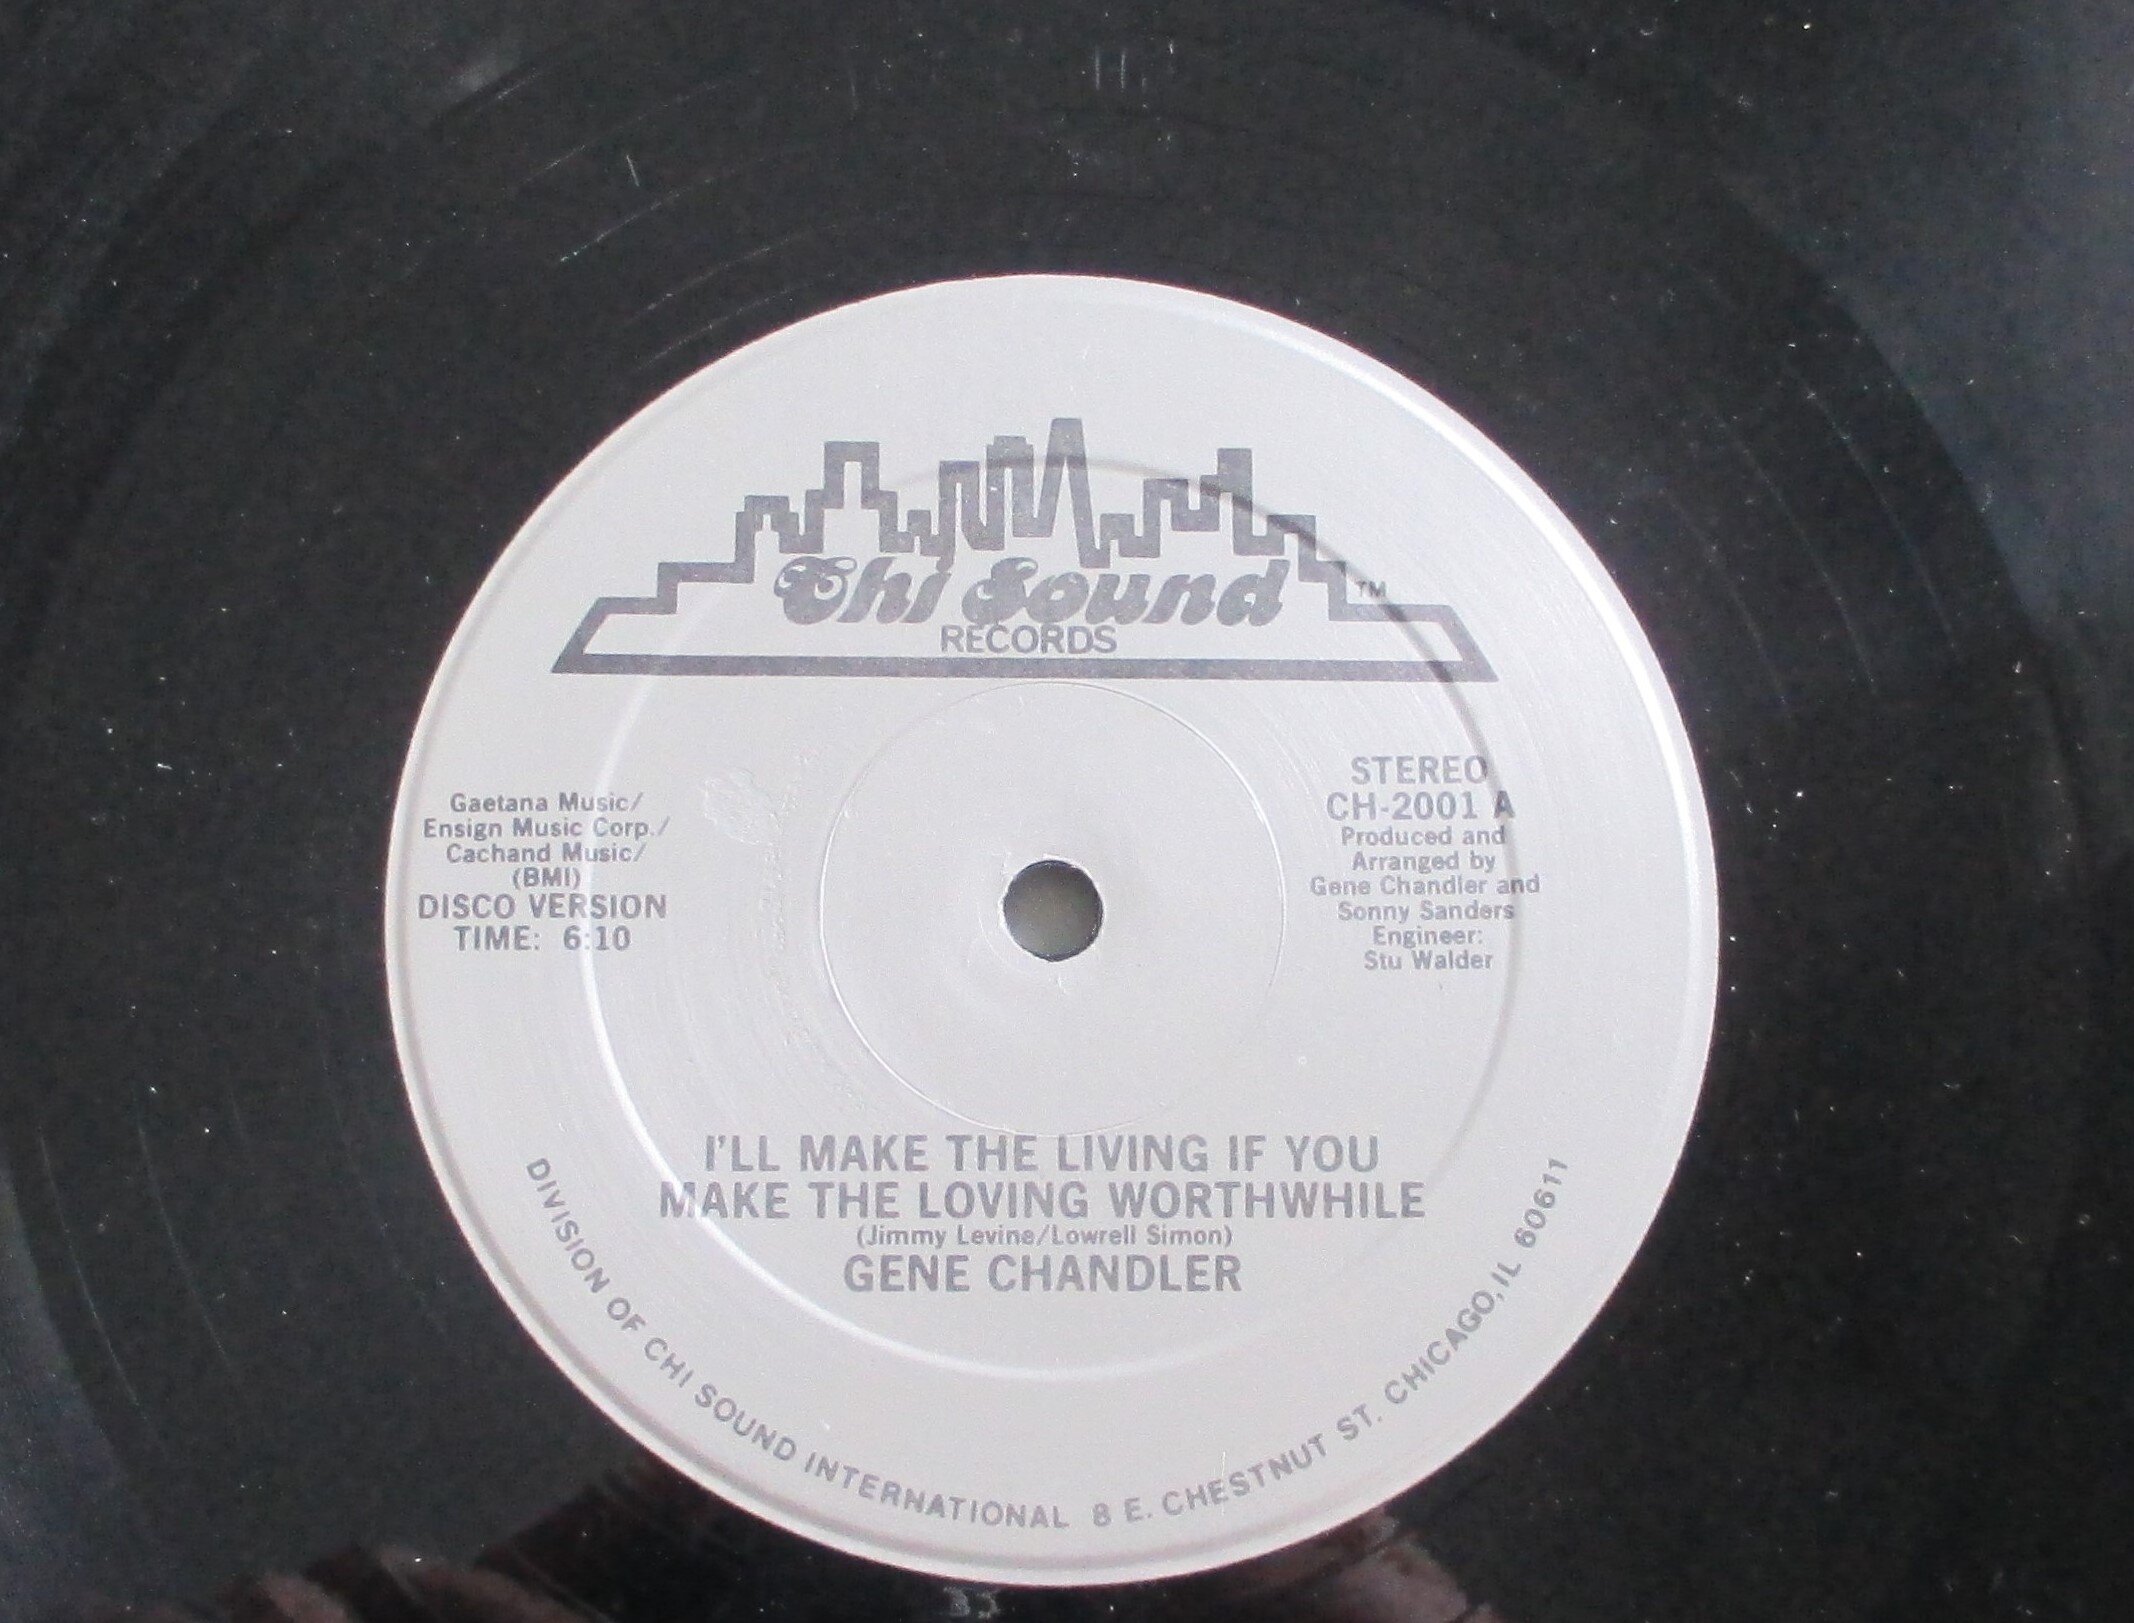 Chi Sound
TM
RECORDS
Gaetana Music/
Ensign Music Corp./
Cachand Music/
(BMI)
DISCO VERSION
TIME: 6:10
STEREO
CH-2001 A
Produced and
Arranged by
Gene Chandler and
Sonny Sanders
Engineer:
Stu Walder
I'LL MAKE THE LIVING IF YOU
MAKE THE LOVING WORTHWHILE
(Jimmy Levine/Lowrell Simon)
GENE CHANDLER
DIVISION OF CHI SOUND INTERNATIONAL 8 E. CHESTNUT ST. CHICAGO, IL 60611